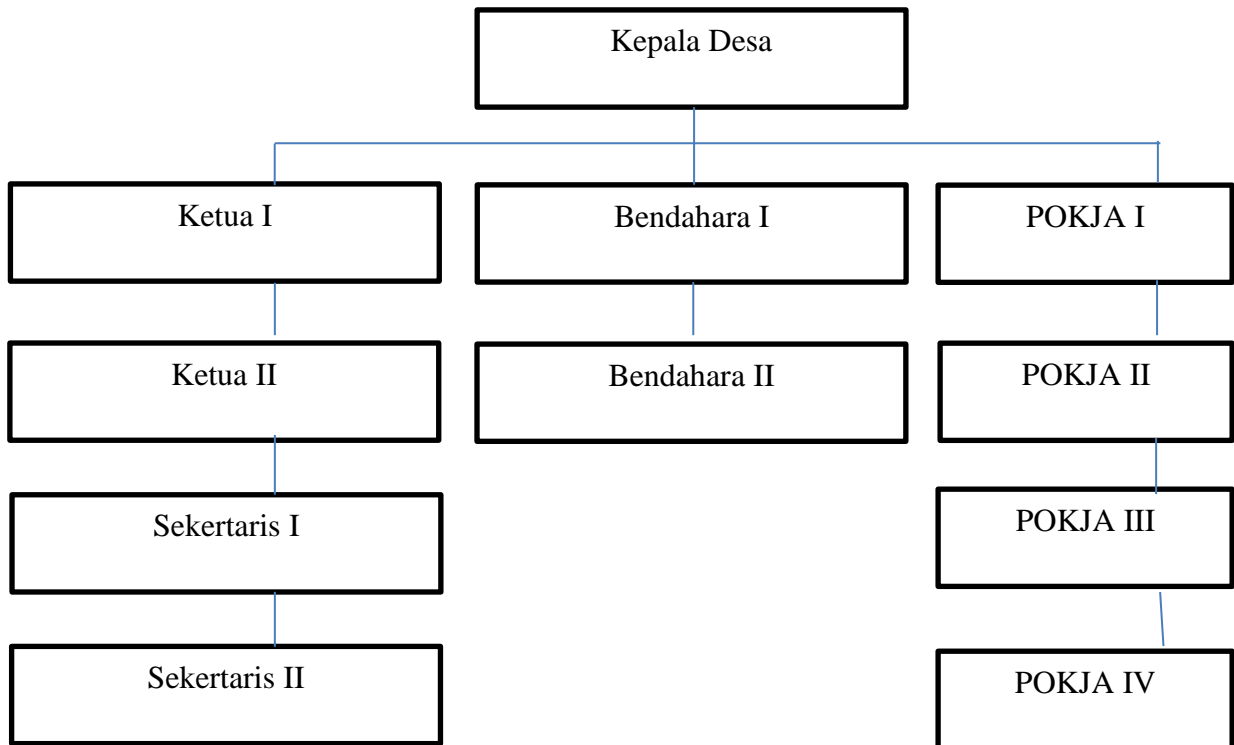 Kepala Desa
Ketua I
Bendahara I
POKJA I
Ketua II
Bendahara II
POKJA II
Sekertaris I
POKJA III
Sekertaris II
POKJA IV